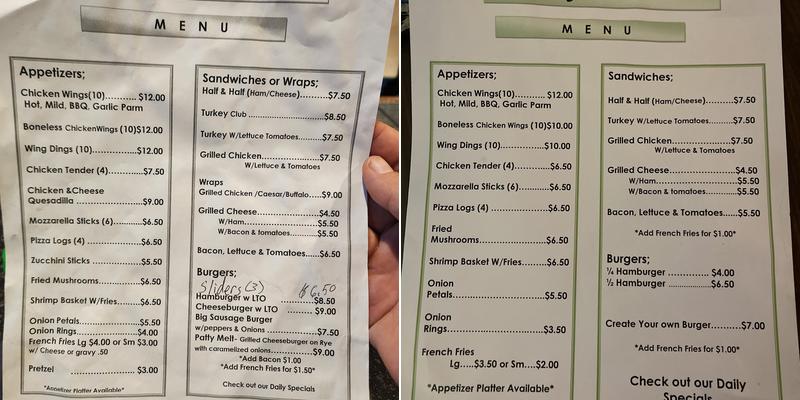 MENU
Appetizers;
Chicken Wings(10).......... $12.00
Hot, Mild, BBQ, Garlic Parm
Boneless ChickenWings (10)$12.00
Wing Dings (10)...............$12.00
Chicken Tender (4)...........$7.50
Chicken &Cheese
Quesadilla ......................$9.00
Mozzarella Sticks (6)........$6.50
Pizza Logs (4) ..................$6.50
Zucchini Sticks .................$5.50
Fried Mushrooms..............$6.50
Shrimp Basket W/Fries......$6.50
Onion Petals....................$5.50
Onion Rings.....................$4.00
French Fries Lg $4.00 or Sm $3.00
w/ Cheese or gravy .50
Pretzel ......................$3.00
*Appetizer Platter Available*
Sandwiches or Wraps;
Half & Half (Ham/Cheese).......$7.50
Turkey Club ..........................$8.50
Turkey W/Lettuce Tomatoes.....$7.50
Grilled Chicken.....................$7.50
W/Lettuce & Tomatoes
Wraps
Grilled Chicken /Caesar/Buffalo.....$9.00
Grilled Cheese......................$4.50
W/Ham.............................$5.50
W/Bacon & tomatoes............$5.50
Bacon, Lettuce & Tomatoes......$6.50
Burgers;
Sliders (3) $6.50
Hamburger w LTO ..............$8.50
Cheeseburger w LTO ............ $9.00
Big Sausage Burger
w/peppers & Onions ...............$7.50
Patty Melt- Grilled Cheeseburger on Rye
with caramelized onions...............$9.00
*Add Bacon $1.00
*Add French Fries for $1.50*
Check out our Daily Specials
MENU
Appetizers;
Chicken Wings(10)........... $12.00
Hot, Mild, BBQ, Garlic Parm
Boneless Chicken Wings (10)$10.00
Wing Dings (10)...............$10.00
Chicken Tender (4)...........$6.50
Mozzarella Sticks (6).........$6.50
Pizza Logs (4) ..................$6.50
Fried
Mushrooms......................$6.50
Shrimp Basket W/Fries......$6.50
Onion
Petals..............................$5.50
Onion
Rings...............................$3.50
French Fries
Lg.....$3.50 or Sm....$2.00
*Appetizer Platter Available*
Sandwiches;
Half & Half (Ham/Cheese)........$7.50
Turkey W/Lettuce Tomatoes.....$7.50
Grilled Chicken.....................$7.50
W/Lettuce & Tomatoes
Grilled Cheese......................$4.50
W/Ham.............................$5.50
W/Bacon & tomatoes............$5.50
Bacon, Lettuce & Tomatoes......$5.50
*Add French Fries for $1.00*
Burgers;
¼ Hamburger ............ $4.00
½ Hamburger .............$6.50
Create Your own Burger.........$7.00
*Add French Fries for $1.00*
Check out our Daily
Specials